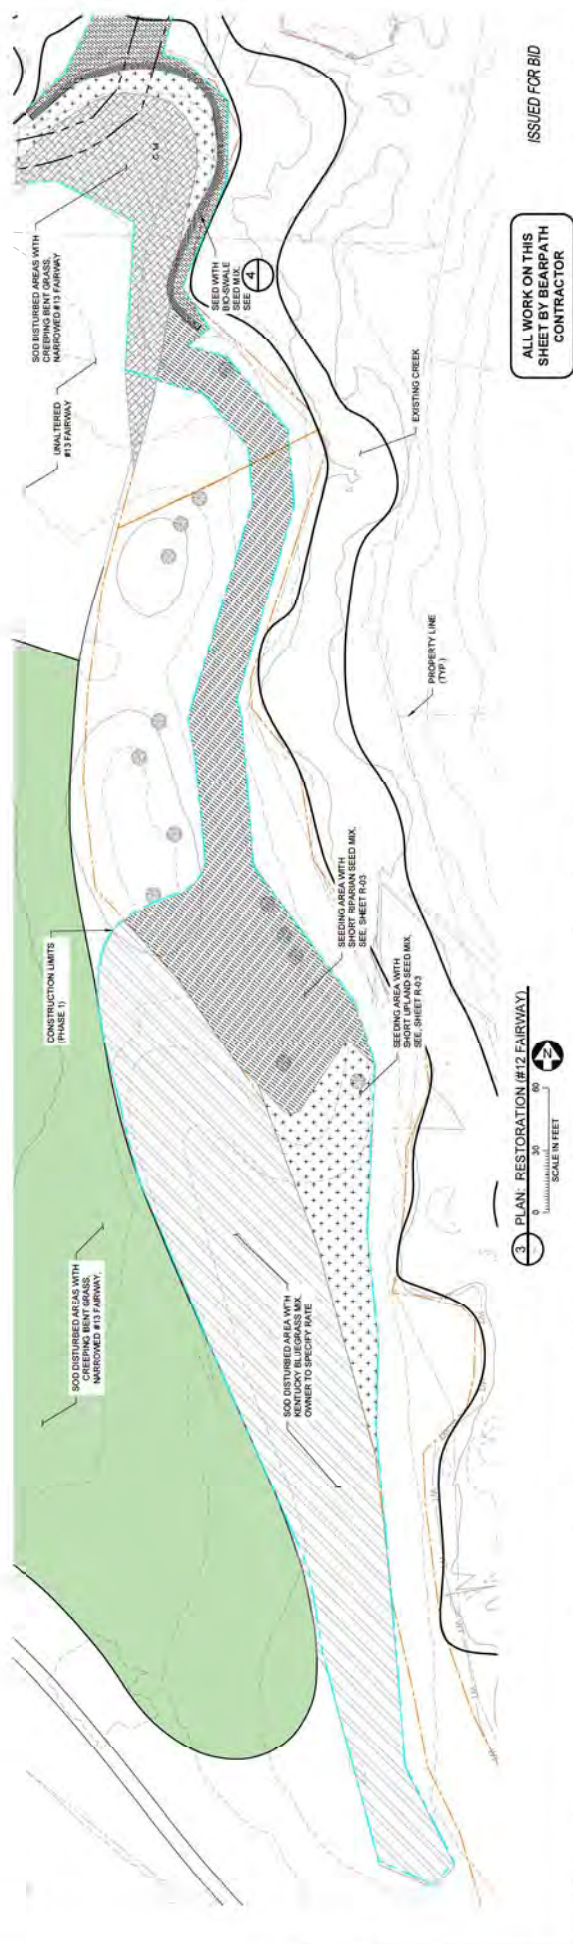 SOD DISTURBED AREAS WITH
CREEPING BENT GRASS,
NARROWED #13 FAIRWAY,
SOD DISTURBED AREA WITH
KENTUCKY BLUEGRASS MIX.
OWNER TO SPECIFY RATE
CONSTRUCTION LIMITS
(PHASE 1)
SEEDING AREA WITH
SHORT UPLAND SEED MIX,
SEE, SHEET R-03
SEEDING AREA WITH
SHORT RIPARIAN SEED MIX,
SEE, SHEET R-03
UNALTERED
#13 FAIRWAY
SOD DISTURBED AREAS WITH
CREEPING BENT GRASS,
NARROWED #13 FAIRWAY
SEED WITH
BIO-SWALE
SEED MIX,
SEE
4
PROPERTY LINE
(TYP.)
EXISTING CREEK
3
PLAN: RESTORATION (#12 FAIRWAY)
0 30 60
SCALE IN FEET
N
ALL WORK ON THIS
SHEET BY BEARPATH
CONTRACTOR
ISSUED FOR BID